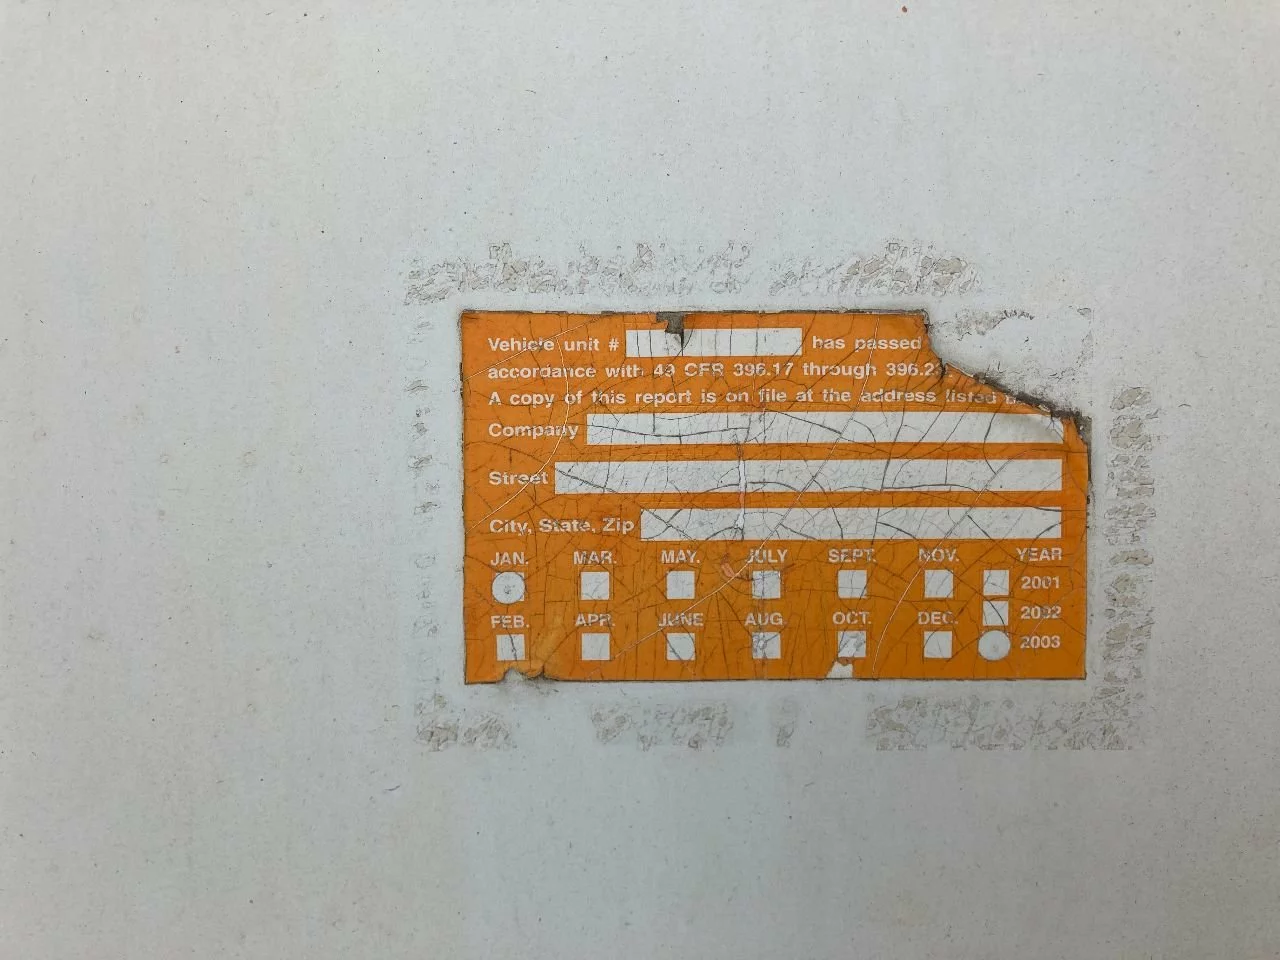 Vehicle unit # has passed
accordance with 49 CFR 396.17 through 396.23
A copy of this report is on file at the address listed
Company
Street
City, State, Zip
JAN. MAR. MAY. JULY SEPT. NOV. YEAR
2001
FEB. APR. JUNE AUG. OCT. DEC. 2002
2003